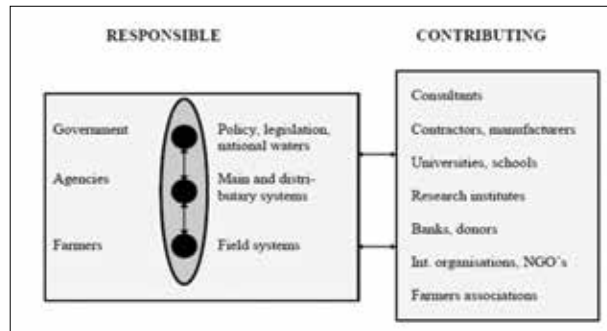 RESPONSIBLE
CONTRIBUTING
Government
Policy, legislation,
national waters
Agencies
Main and distri-
butary systems
Farmers
Field systems
Consultants
Contractors, manufacturers
Universities, schools
Research institutes
Banks, donors
Int. organisations, NGO´s
Farmers associations